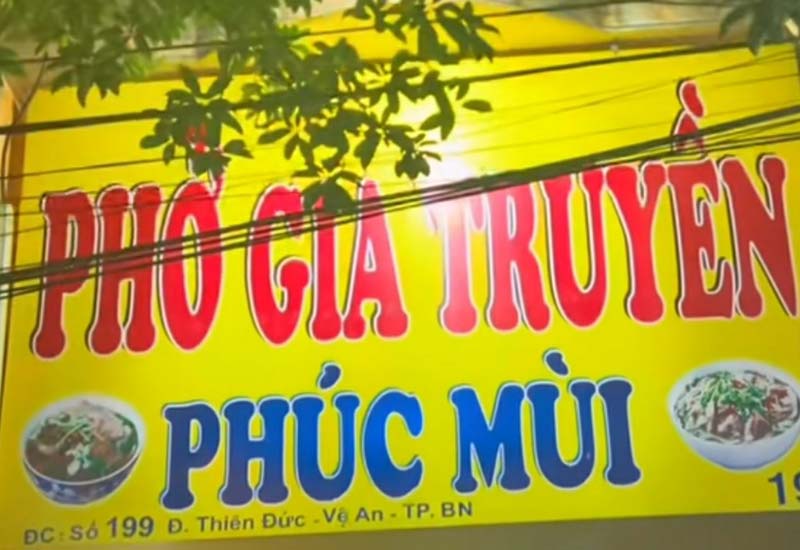 PHỞ GIA TRUYỀN
PHÚC MÙI
ĐC : Số 199 Đ. Thiên Đức - Vệ An - TP. BN